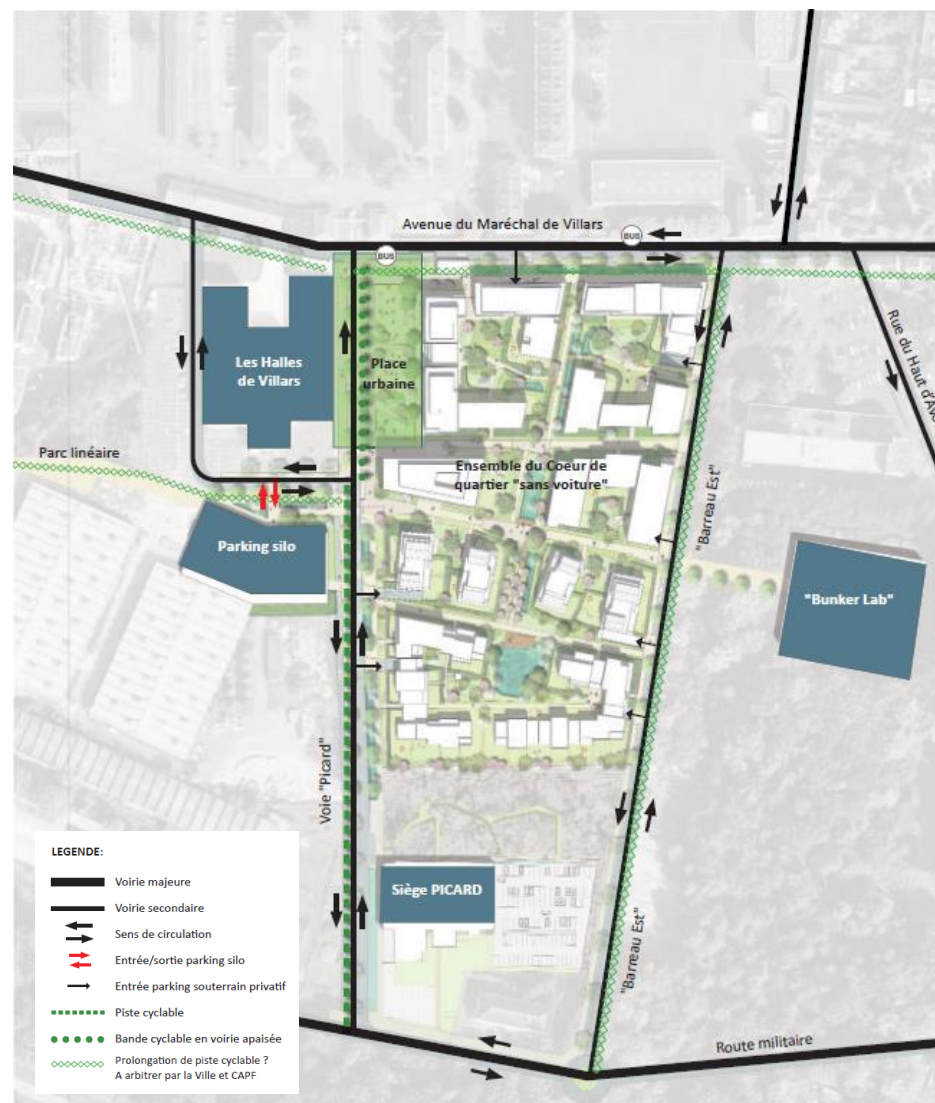 Avenue du Maréchal de Villars
BUS
BUS
Les Halles
de Villars
Place
urbaine
Rue du Haut d'Avo
Parc linéaire
Ensemble du Coeur de
quartier "sans voiture"
"Barreau Est"
Parking silo
"Bunker Lab"
Voie "Picard"
Siège PICARD
"Barreau Est"
Route militaire
LEGENDE:
Voirie majeure
Voirie secondaire
Sens de circulation
Entrée/sortie parking silo
Entrée parking souterrain privatif
Piste cyclable
Bande cyclable en voirie apaisée
Prolongation de piste cyclable ?
A arbitrer par la Ville et CAPF